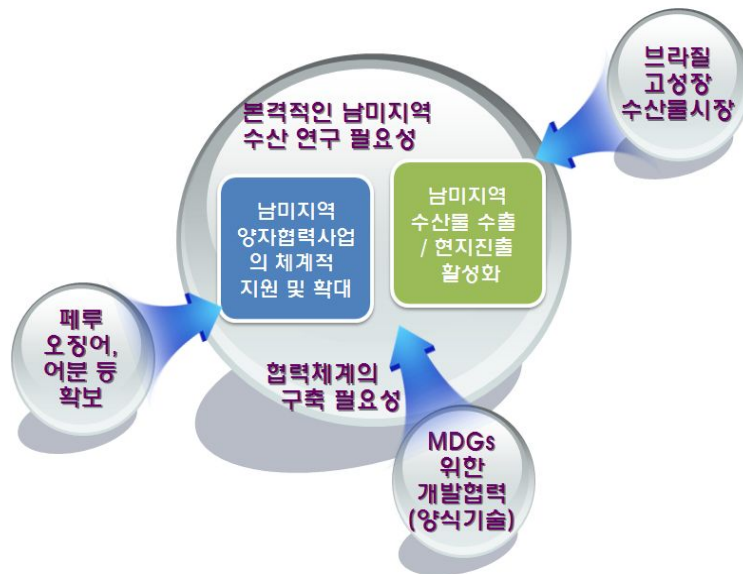 브라질
고성장
수산물시장
본격적인 남미지역
수산 연구 필요성
남미지역
양자협력사업
의 체계적
지원 및 확대
남미지역
수산물 수출
/ 현지진출
활성화
페루
오징어,
어분 등
확보
협력체계의
구축 필요성
MDGs
위한
개발협력
(양식기술)